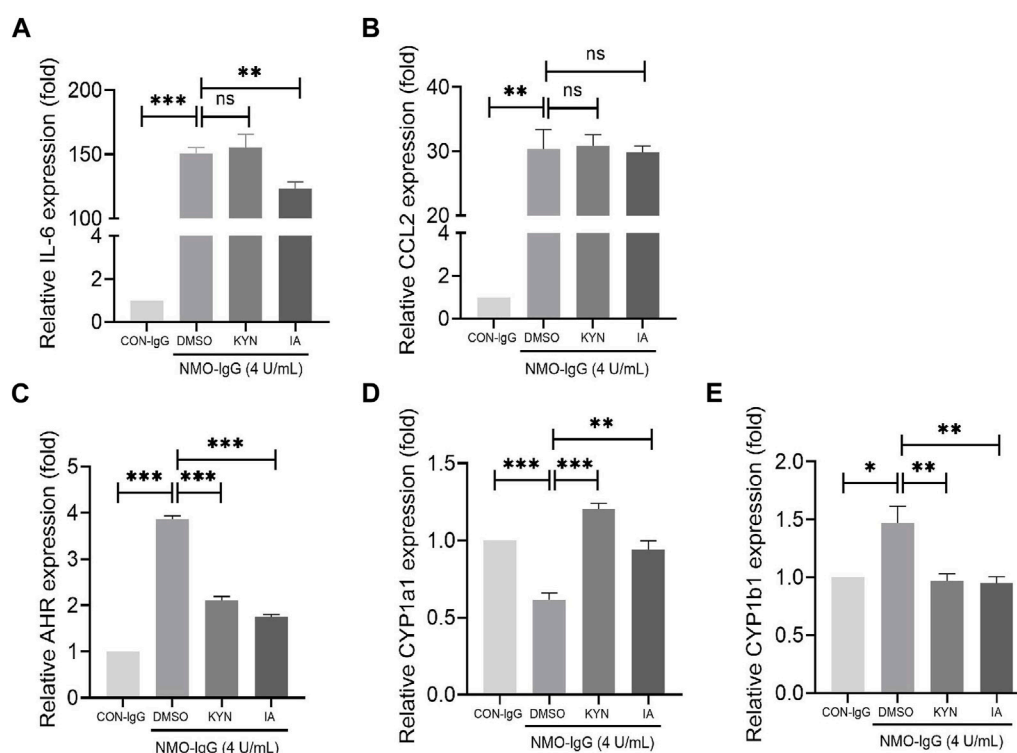 A
Relative IL-6 expression (fold)
200
150
100
4
2
0
***
ns
**
CON-IgG
DMSO
KYN
IA
NMO-IgG (4 U/mL)
B
Relative CCL2 expression (fold)
40
30
20
4
2
0
**
ns
ns
CON-IgG
DMSO
KYN
IA
NMO-IgG (4 U/mL)
C
Relative AHR expression (fold)
5
4
3
2
1
0
***
***
***
CON-IgG
DMSO
KYN
IA
NMO-IgG (4 U/mL)
D
Relative CYP1a1 expression (fold)
1.5
1.0
0.5
0.0
***
***
**
CON-IgG
DMSO
KYN
IA
NMO-IgG (4 U/mL)
E
Relative CYP1b1 expression (fold)
2.0
1.5
1.0
0.5
0.0
*
**
**
CON-IgG
DMSO
KYN
IA
NMO-IgG (4 U/mL)